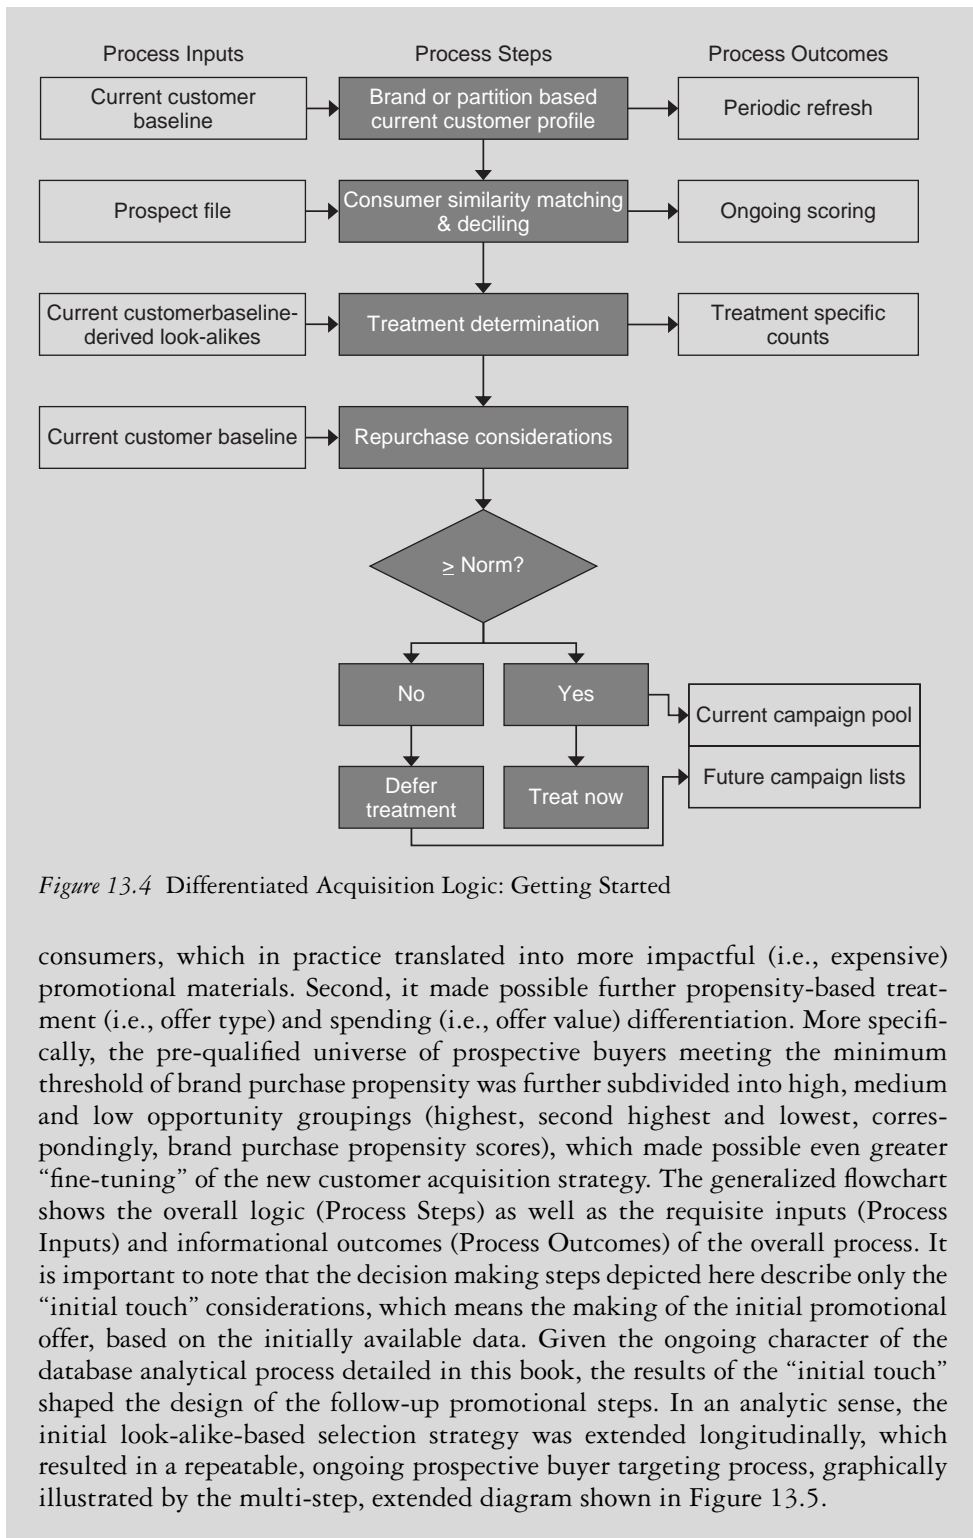 Process Inputs
Process Steps
Process Outcomes
Current customer
baseline
Brand or partition based
current customer profile
Periodic refresh
Prospect file
Consumer similarity matching
& deciling
Ongoing scoring
Current customerbaseline-
derived look-alikes
Treatment determination
Treatment specific
counts
Current customer baseline
Repurchase considerations
≥ Norm?
No
Yes
Current campaign pool
Defer
treatment
Treat now
Future campaign lists
Figure 13.4 Differentiated Acquisition Logic: Getting Started
consumers, which in practice translated into more impactful (i.e., expensive)
promotional materials. Second, it made possible further propensity-based treat-
ment (i.e., offer type) and spending (i.e., offer value) differentiation. More specifi-
cally, the pre-qualified universe of prospective buyers meeting the minimum
threshold of brand purchase propensity was further subdivided into high, medium
and low opportunity groupings (highest, second highest and lowest, corres-
pondingly, brand purchase propensity scores), which made possible even greater
“fine-tuning” of the new customer acquisition strategy. The generalized flowchart
shows the overall logic (Process Steps) as well as the requisite inputs (Process
Inputs) and informational outcomes (Process Outcomes) of the overall process. It
is important to note that the decision making steps depicted here describe only the
“initial touch” considerations, which means the making of the initial promotional
offer, based on the initially available data. Given the ongoing character of the
database analytical process detailed in this book, the results of the “initial touch”
shaped the design of the follow-up promotional steps. In an analytic sense, the
initial look-alike-based selection strategy was extended longitudinally, which
resulted in a repeatable, ongoing prospective buyer targeting process, graphically
illustrated by the multi-step, extended diagram shown in Figure 13.5.